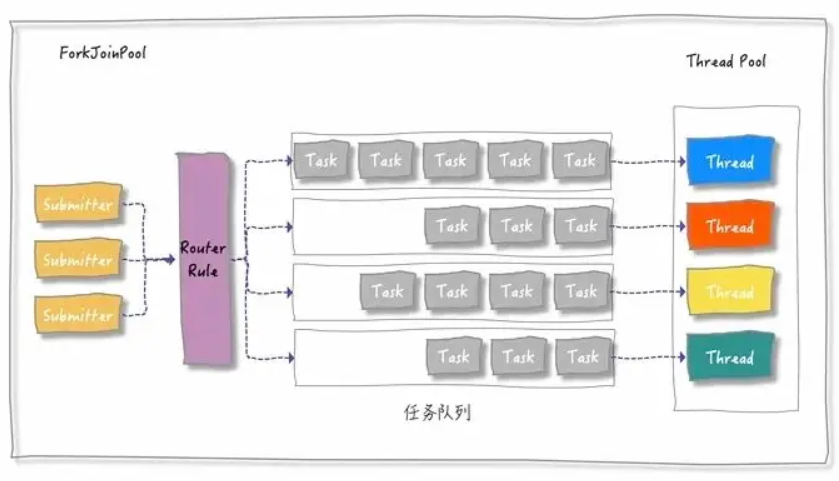 ForkJoinPool
Thread Pool
Submitter
Submitter
Submitter
Router
Rule
Task Task Task Task Task
Task Task Task
Task Task Task Task
Task Task Task
Thread
Thread
Thread
Thread
任务队列